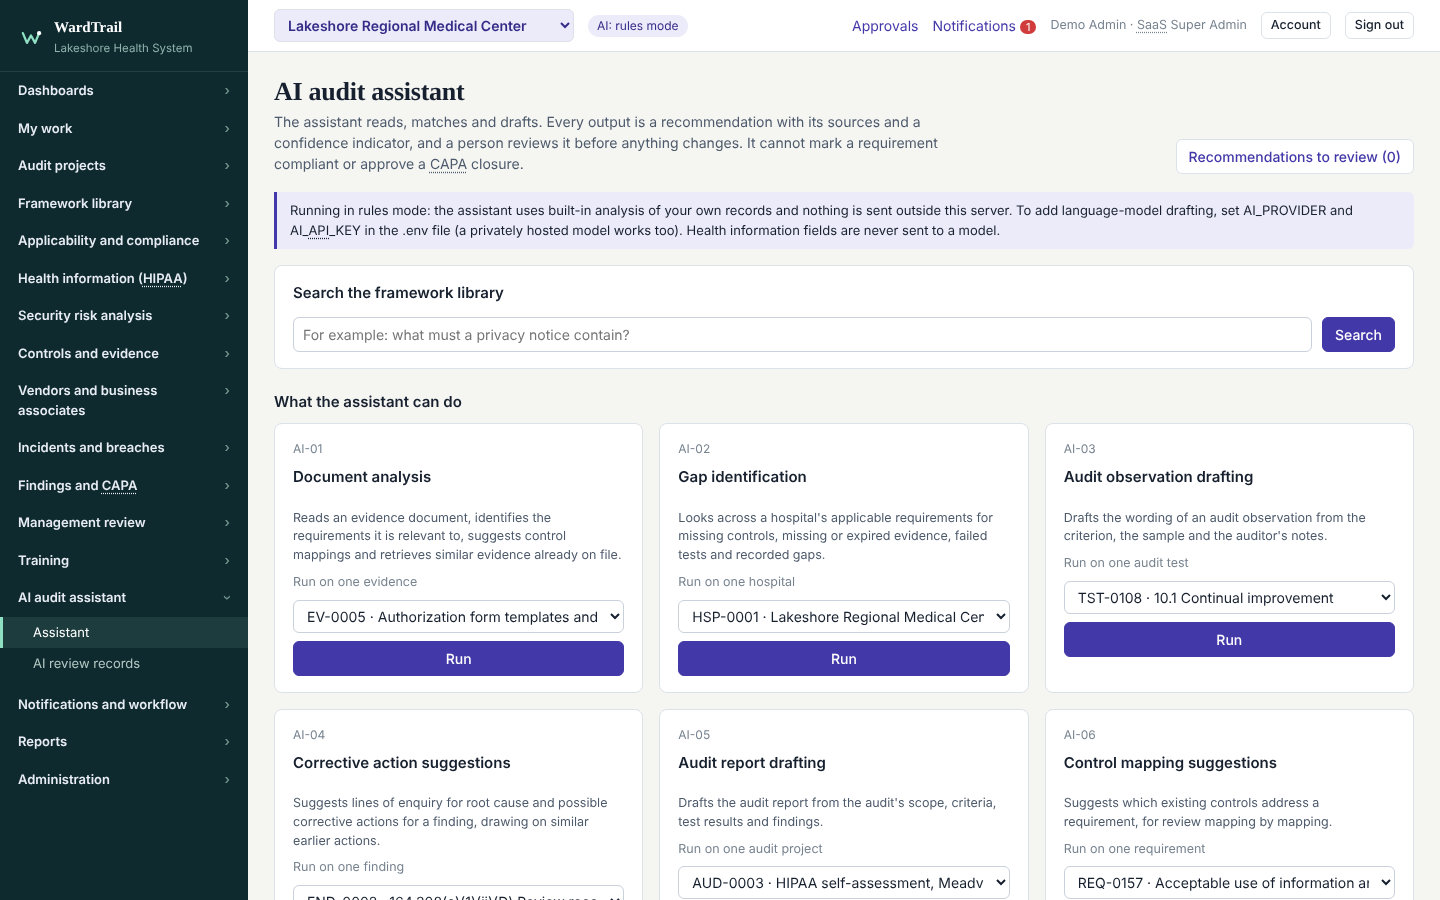 WardTrail
Lakeshore Health System
Dashboards
My work
Audit projects
Framework library
Applicability and compliance
Health information (HIPAA)
Security risk analysis
Controls and evidence
Vendors and business
associates
Incidents and breaches
Findings and CAPA
Management review
Training
AI audit assistant
Assistant
AI review records
Notifications and workflow
Reports
Administration
Lakeshore Regional Medical Center
AI: rules mode
Approvals
Notifications 1
Demo Admin · SaaS Super Admin
Account
Sign out
AI audit assistant
The assistant reads, matches and drafts. Every output is a recommendation with its sources and a
confidence indicator, and a person reviews it before anything changes. It cannot mark a requirement
compliant or approve a CAPA closure.
Recommendations to review (0)
Running in rules mode: the assistant uses built-in analysis of your own records and nothing is sent outside this server. To add language-model drafting, set AI_PROVIDER and
AI_API_KEY in the .env file (a privately hosted model works too). Health information fields are never sent to a model.
Search the framework library
For example: what must a privacy notice contain?
Search
What the assistant can do
AI-01
Document analysis
Reads an evidence document, identifies the
requirements it is relevant to, suggests control
mappings and retrieves similar evidence already on file.
Run on one evidence
EV-0005 · Authorization form templates and
Run
AI-02
Gap identification
Looks across a hospital's applicable requirements for
missing controls, missing or expired evidence, failed
tests and recorded gaps.
Run on one hospital
HSP-0001 · Lakeshore Regional Medical Cer
Run
AI-03
Audit observation drafting
Drafts the wording of an audit observation from the
criterion, the sample and the auditor's notes.
Run on one audit test
TST-0108 · 10.1 Continual improvement
Run
AI-04
Corrective action suggestions
Suggests lines of enquiry for root cause and possible
corrective actions for a finding, drawing on similar
earlier actions.
Run on one finding
AI-05
Audit report drafting
Drafts the audit report from the audit's scope, criteria,
test results and findings.
Run on one audit project
AUD-0003 · HIPAA self-assessment, Meadv
AI-06
Control mapping suggestions
Suggests which existing controls address a
requirement, for review mapping by mapping.
Run on one requirement
REQ-0157 · Acceptable use of information ar